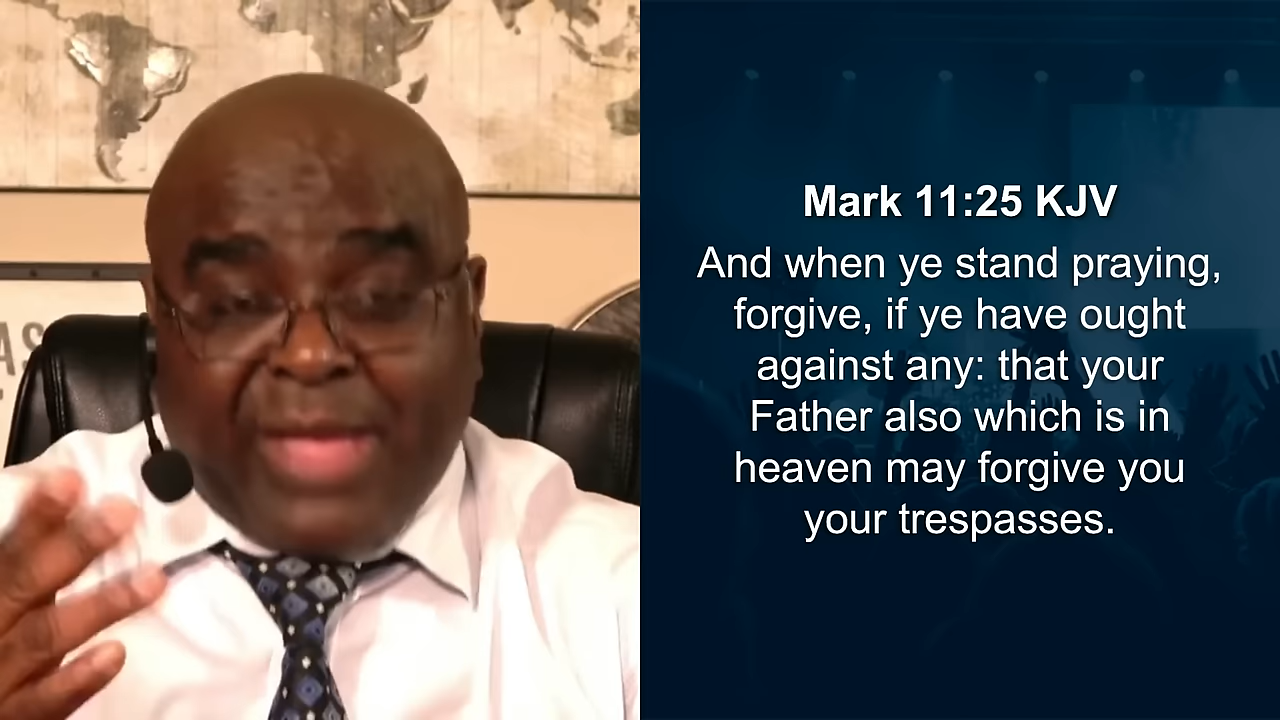 Mark 11:25 KJV
And when ye stand praying,
forgive, if ye have ought
against any: that your
Father also which is in
heaven may forgive you
your trespasses.
AS